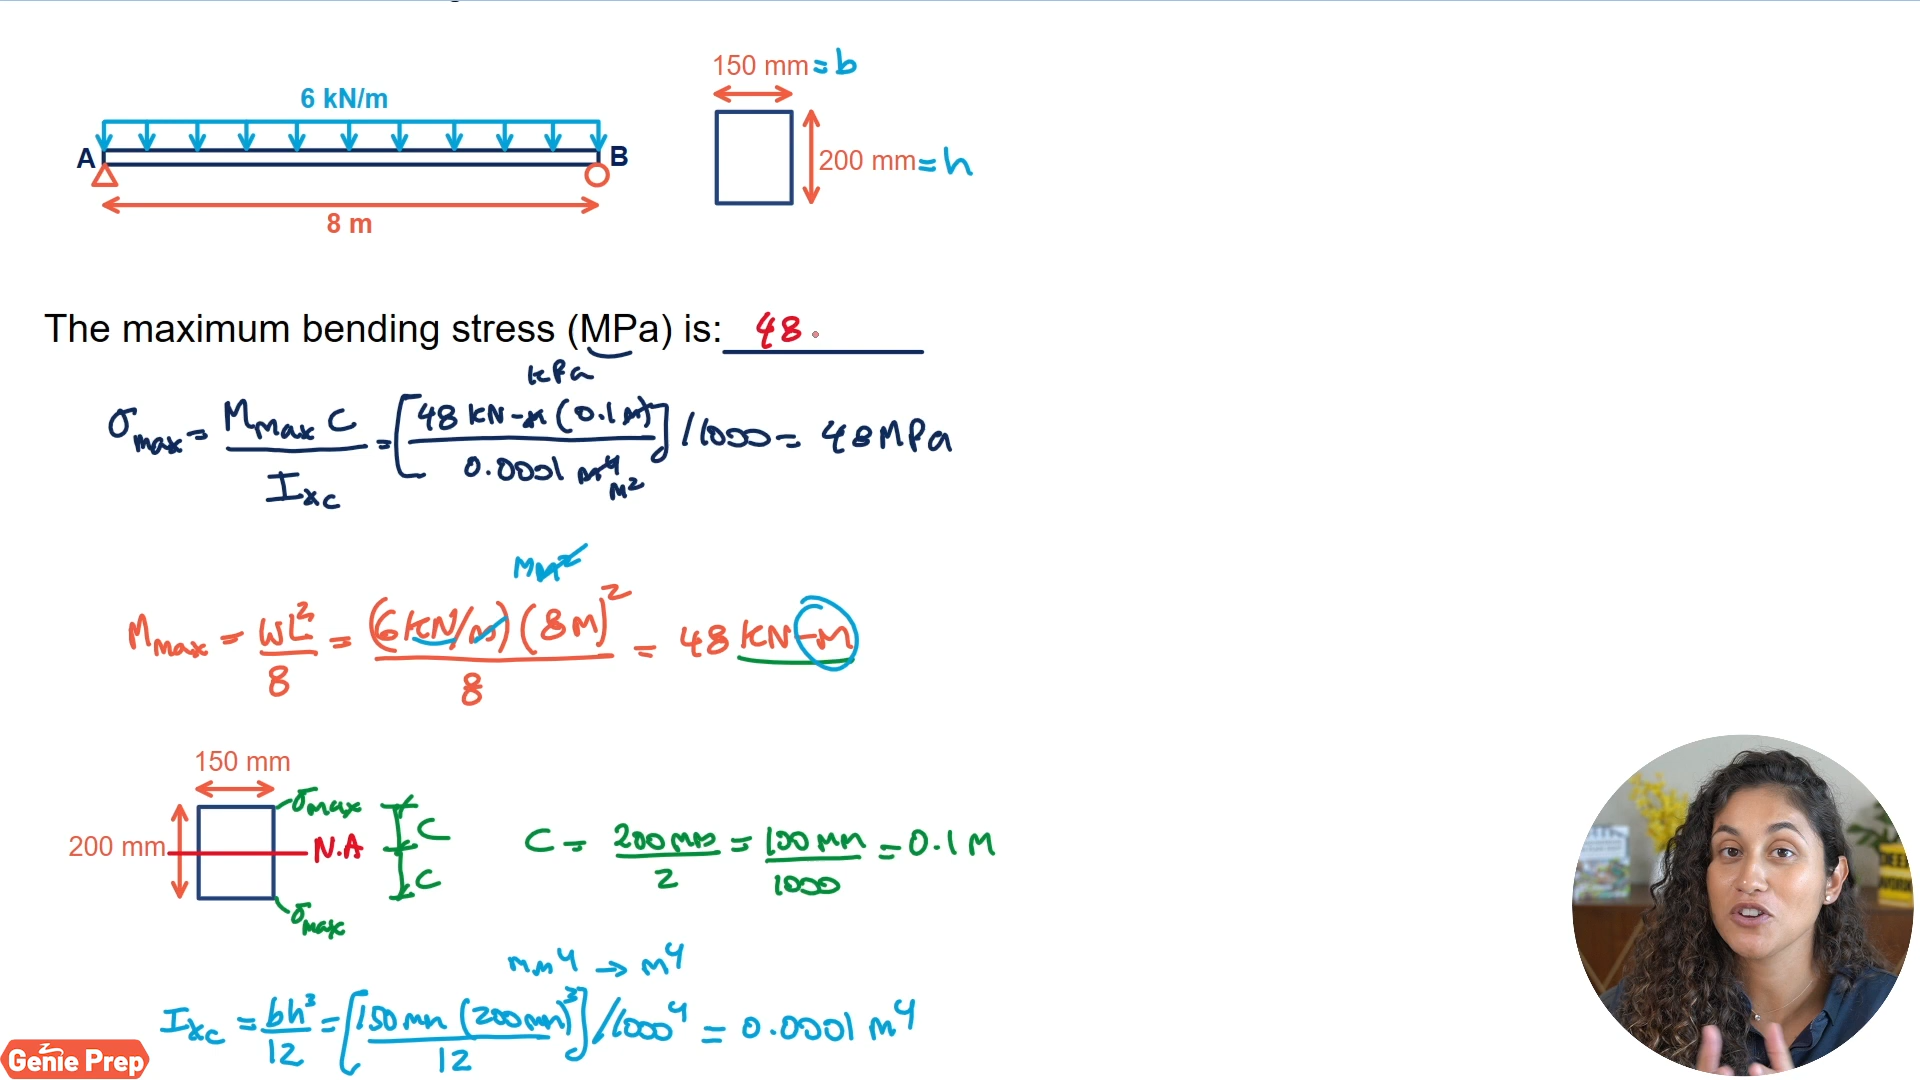 150 mm = b
6 kN/m
A
B
200 mm = h
8 m
The maximum bending stress (MPa) is: 48.
kPa
σmax = Mmax C / Ixc = [48 kN-m (0.1 m) / 0.0001 m⁴ m²] / 1000 = 48 MPa
Mmax = wL² / 8 = (6 kN/m)(8 m)² / 8 = 48 kN-m
150 mm
σmax
C
200 mm
N.A
C = 200 mm / 2 = 100 mm / 1000 = 0.1 m
C
σmax
mm⁴ → m⁴
Ixc = bh³ / 12 = [150 mm (200 mm)³ / 12] / 1000⁴ = 0.0001 m⁴
Genie Prep